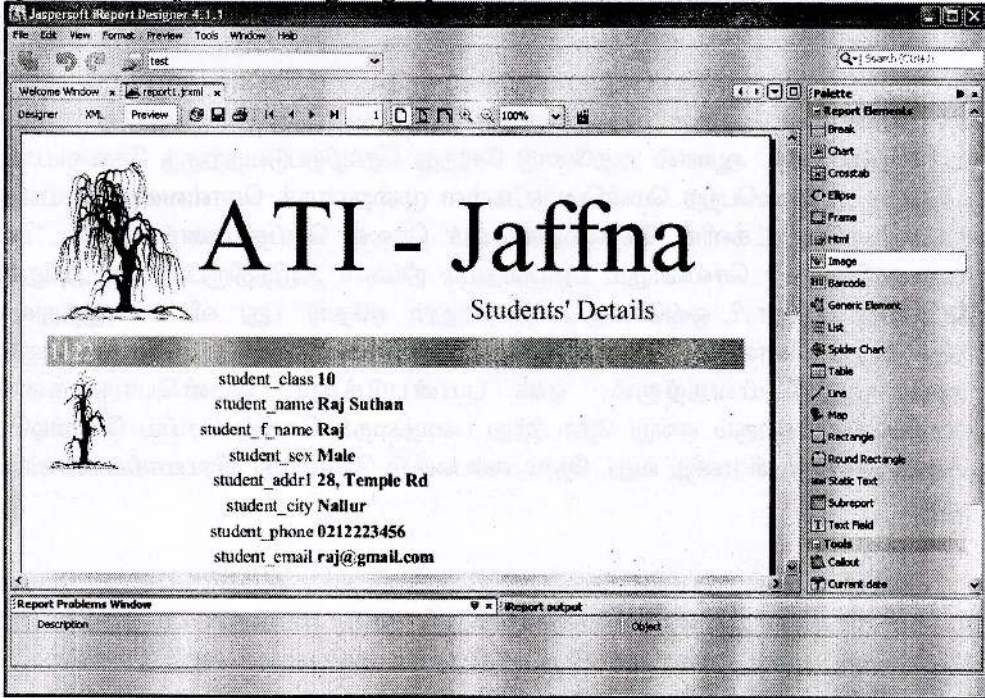 Jaspersoft iReport Designer 4.1.1
File Edit View Format Preview Tools Window Help
test
Search (Ctrl+I)
Welcome Window x report1.jrxml x
Designer XML Preview 1 100%
ATI Jaffna
Students' Details
10
student_class 10
student_name Raj Suthan
student_f_name Raj
student_sex Male
student_addr1 28, Temple Rd
student_city Nallur
student_phone 0212223456
student_email raj@gmail.com
Palette
Report Elements
Break
Chart
Crosstab
Ellipse
Frame
Html
Image
Barcode
Generic Element
List
Spider Chart
Table
Line
Map
Rectangle
Round Rectangle
Static Text
Subreport
Text Field
Tools
Callout
Current date
Report Problems Window
iReport output
Description Object